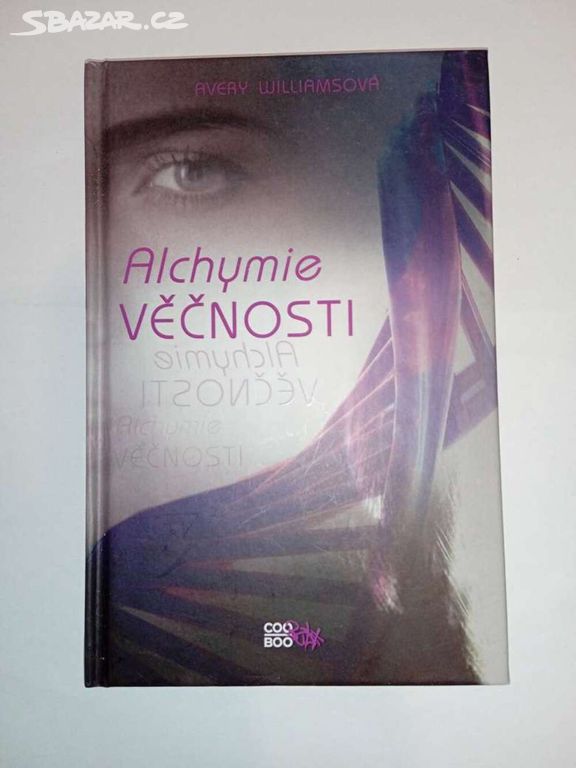 SBAZAR.CZ
AVERY WILLIAMSOVÁ
Alchymie
VĚČNOSTI
Alchymie
VĚČNOSTI
Alchymie
VĚČNOSTI
COO
BOO